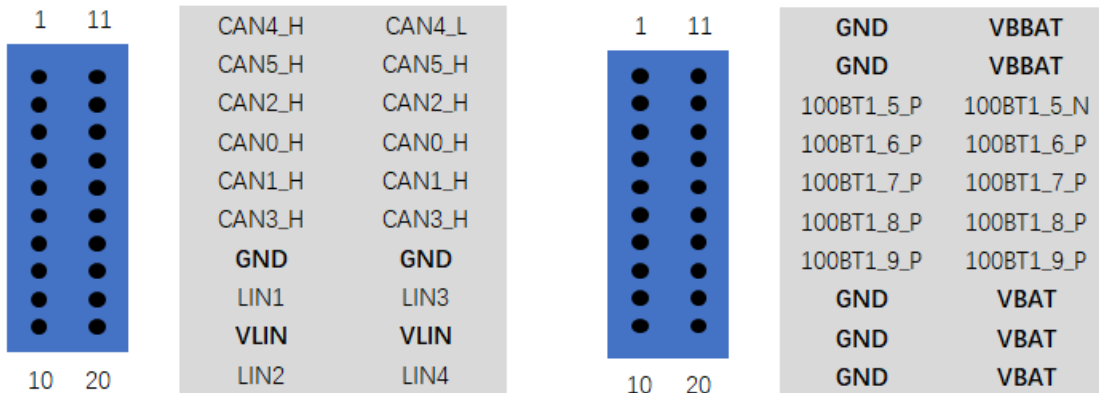 1 11
CAN4_H CAN4_L
CAN5_H CAN5_H
CAN2_H CAN2_H
CAN0_H CAN0_H
CAN1_H CAN1_H
CAN3_H CAN3_H
GND GND
LIN1 LIN3
VLIN VLIN
LIN2 LIN4
10 20
1 11
GND VBBAT
GND VBBAT
100BT1_5_P 100BT1_5_N
100BT1_6_P 100BT1_6_P
100BT1_7_P 100BT1_7_P
100BT1_8_P 100BT1_8_P
100BT1_9_P 100BT1_9_P
GND VBAT
GND VBAT
GND VBAT
10 20